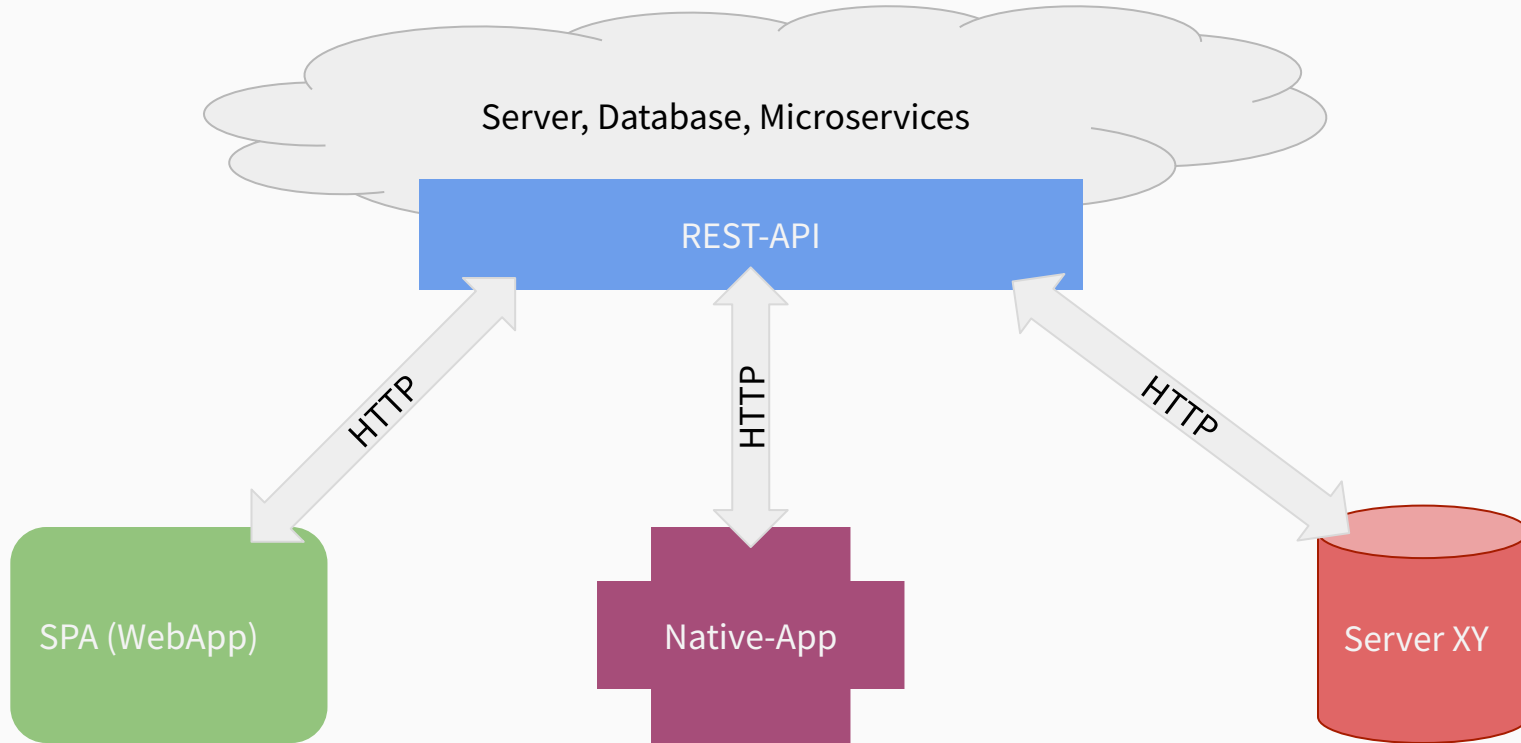 Server, Database, Microservices
REST-API
HTTP
HTTP
HTTP
SPA (WebApp)
Native-App
Server XY